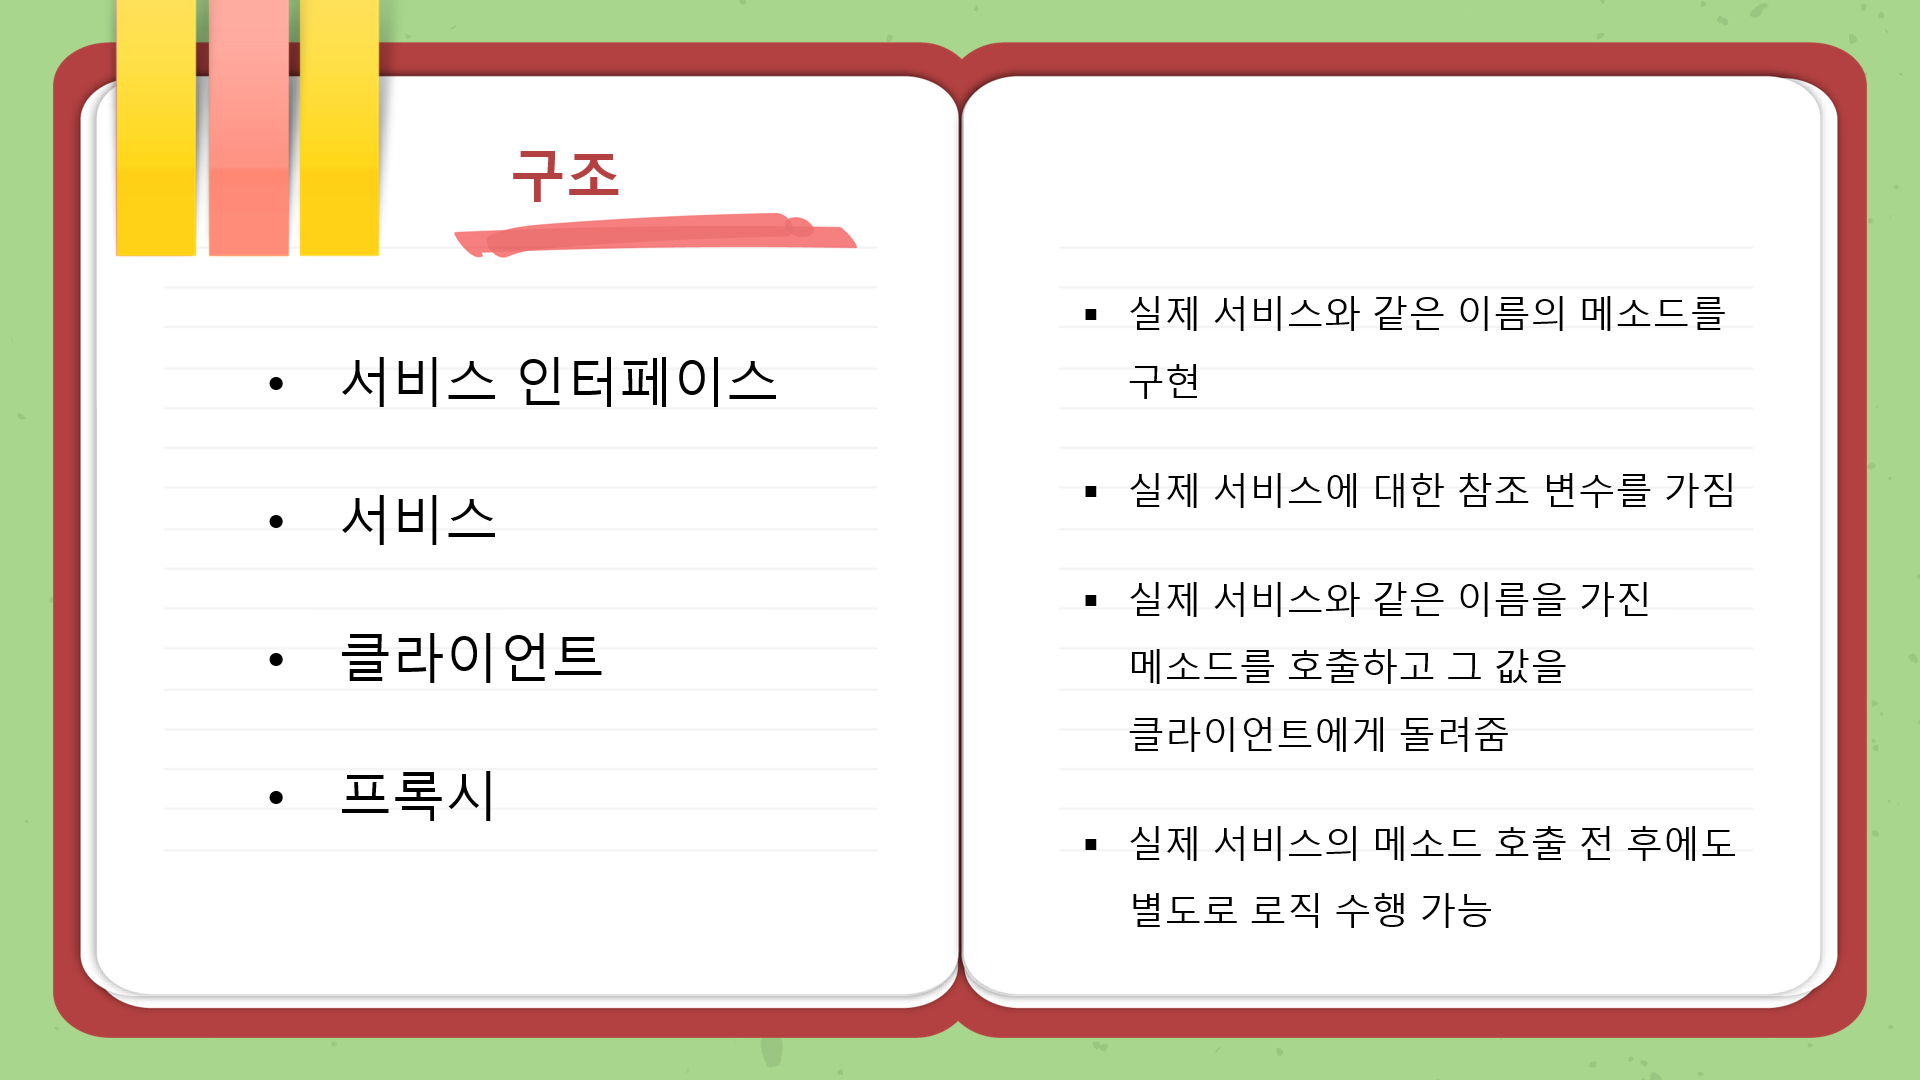 구조
• 서비스 인터페이스
• 서비스
• 클라이언트
• 프록시
▪ 실제 서비스와 같은 이름의 메소드를
구현
▪ 실제 서비스에 대한 참조 변수를 가짐
▪ 실제 서비스와 같은 이름을 가진
메소드를 호출하고 그 값을
클라이언트에게 돌려줌
▪ 실제 서비스의 메소드 호출 전 후에도
별도로 로직 수행 가능